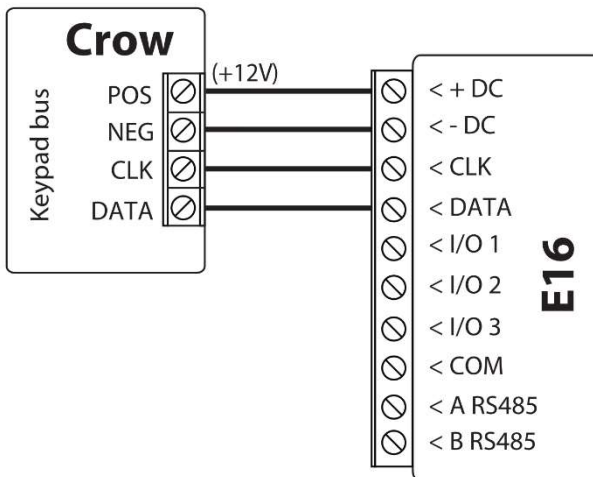 Crow
Keypad bus
POS
NEG
CLK
DATA
(+12V)
< + DC
< - DC
< CLK
< DATA
< I/O 1
< I/O 2
< I/O 3
< COM
< A RS485
< B RS485
E16